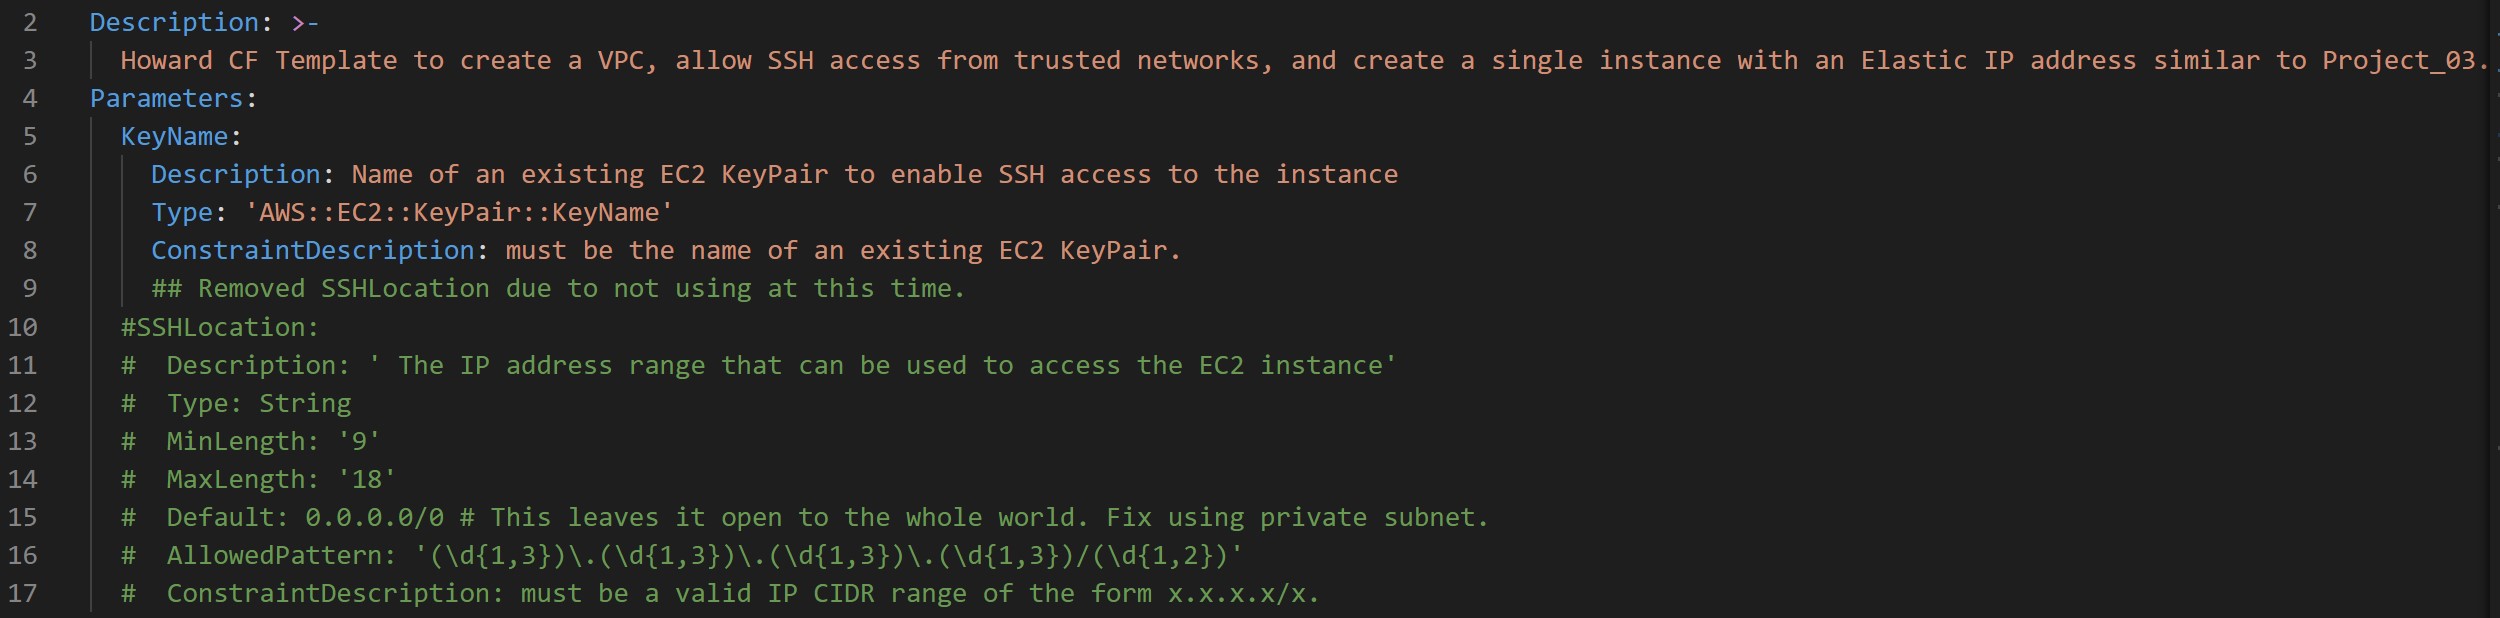 2 Description: >-
3 Howard CF Template to create a VPC, allow SSH access from trusted networks, and create a single instance with an Elastic IP address similar to Project_03.
4 Parameters:
5 KeyName:
6 Description: Name of an existing EC2 KeyPair to enable SSH access to the instance
7 Type: 'AWS::EC2::KeyPair::KeyName'
8 ConstraintDescription: must be the name of an existing EC2 KeyPair.
9 ## Removed SSHLocation due to not using at this time.
10 #SSHLocation:
11 #  Description: ' The IP address range that can be used to access the EC2 instance'
12 #  Type: String
13 #  MinLength: '9'
14 #  MaxLength: '18'
15 #  Default: 0.0.0.0/0 # This leaves it open to the whole world. Fix using private subnet.
16 #  AllowedPattern: '(\d{1,3})\.(\d{1,3})\.(\d{1,3})\.(\d{1,3})/(\d{1,2})'
17 #  ConstraintDescription: must be a valid IP CIDR range of the form x.x.x.x/x.